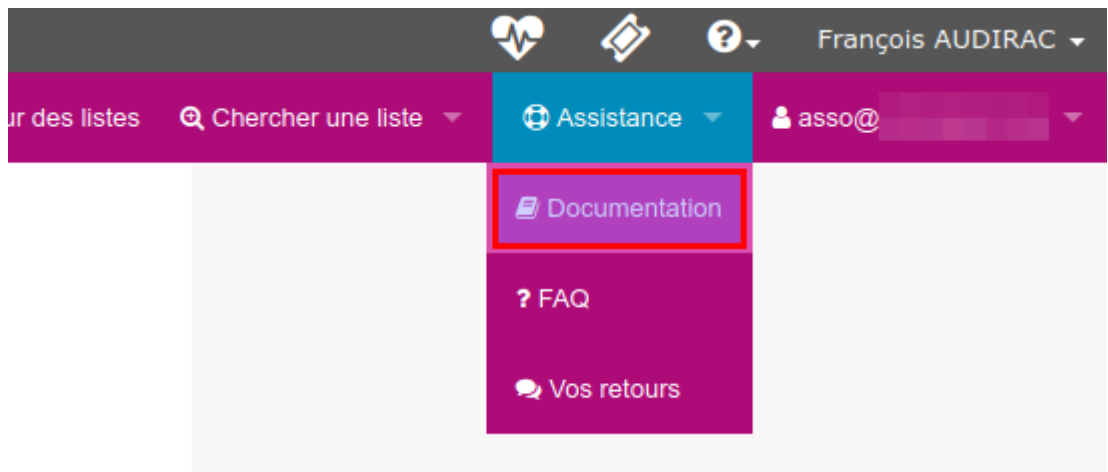 François AUDIRAC
ur des listes Chercher une liste Assistance asso@
Documentation
? FAQ
Vos retours